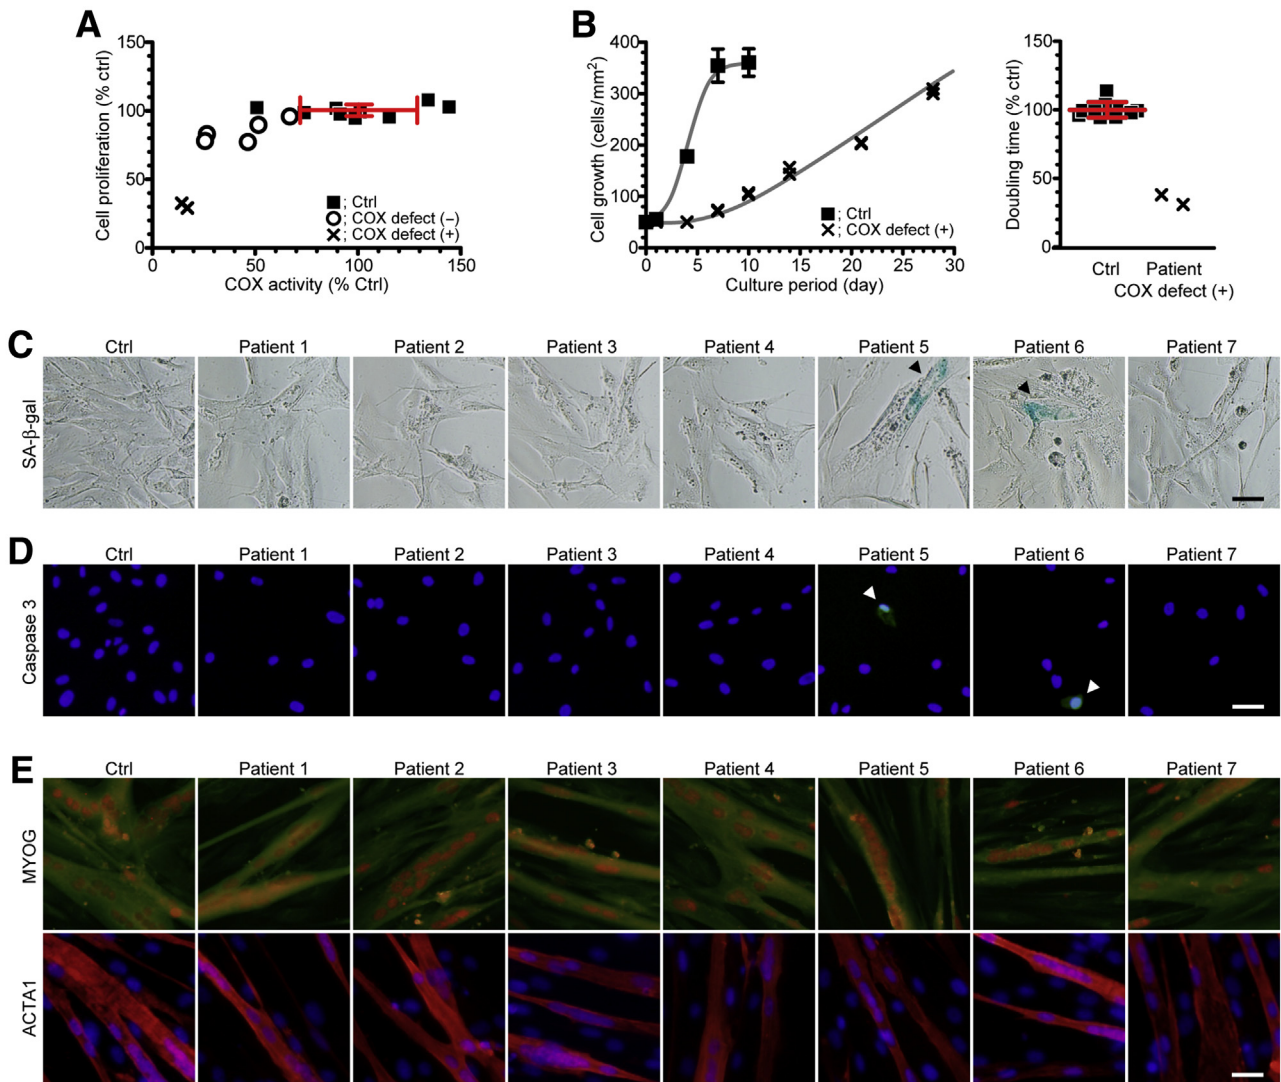 A
Cell proliferation (% ctrl)
150
100
50
0
0 50 100 150
COX activity (% Ctrl)
■; Ctrl
O; COX defect (–)
×; COX defect (+)
B
Cell growth (cells/mm²)
400
300
200
100
0
0 5 10 15 20 25 30
Culture period (day)
■; Ctrl
×; COX defect (+)
Doubling time (% ctrl)
150
100
50
0
Ctrl Patient
COX defect (+)
C
Ctrl Patient 1 Patient 2 Patient 3 Patient 4 Patient 5 Patient 6 Patient 7
SA-β-gal
D
Ctrl Patient 1 Patient 2 Patient 3 Patient 4 Patient 5 Patient 6 Patient 7
Caspase 3
E
Ctrl Patient 1 Patient 2 Patient 3 Patient 4 Patient 5 Patient 6 Patient 7
MYOG
ACTA1